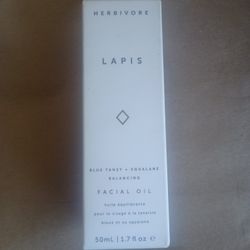 HERBIVORE
LAPIS
BLUE TANSY + SQUALANE
BALANCING
FACIAL OIL
huile équilibrante
pour le visage à la tanaisie
bleue et au squalane
50mL | 1.7 fl oz e